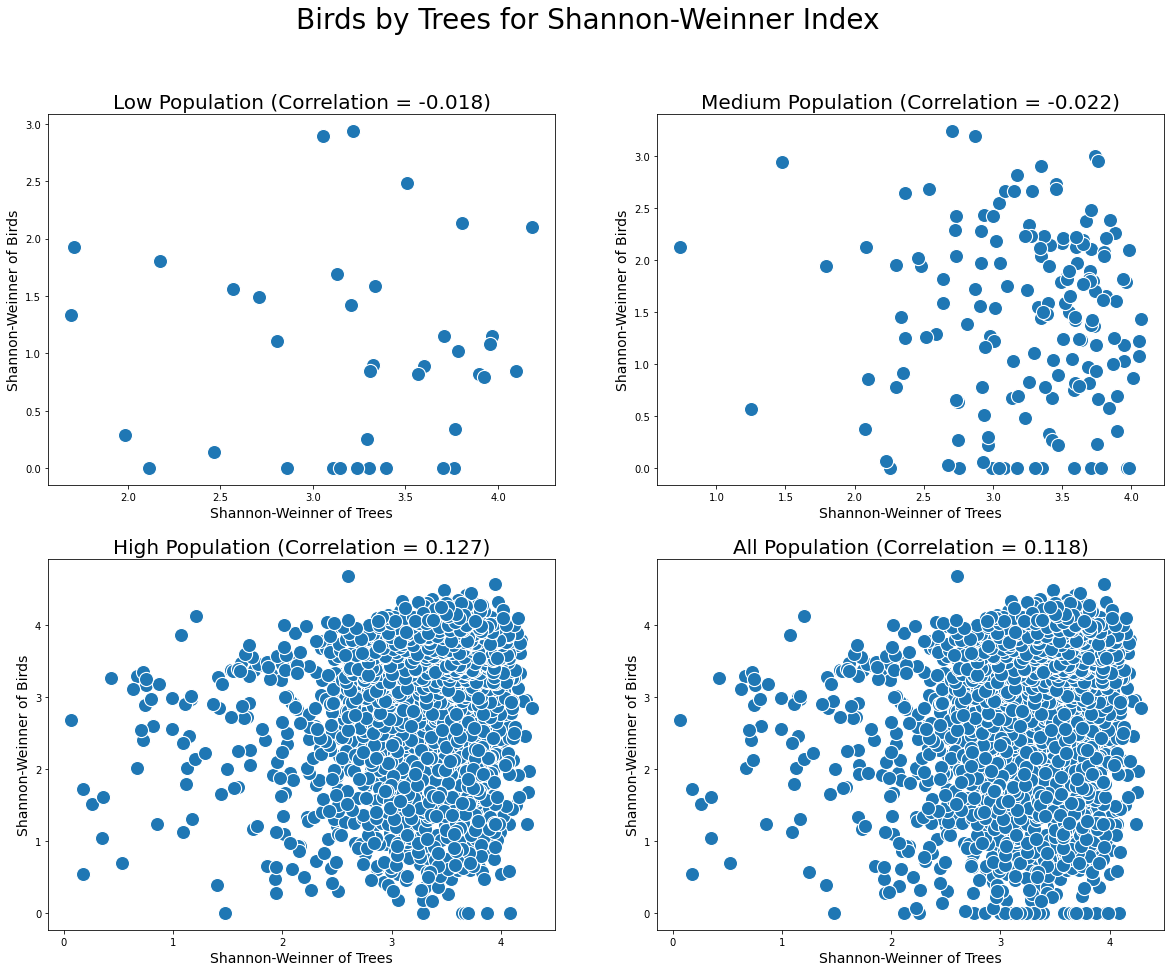 Birds by Trees for Shannon-Weinner Index
Low Population (Correlation = -0.018)
Shannon-Weinner of Birds
3.0
2.5
2.0
1.5
1.0
0.5
0.0
2.0 2.5 3.0 3.5 4.0
Shannon-Weinner of Trees
Medium Population (Correlation = -0.022)
Shannon-Weinner of Birds
3.0
2.5
2.0
1.5
1.0
0.5
0.0
1.0 1.5 2.0 2.5 3.0 3.5 4.0
Shannon-Weinner of Trees
High Population (Correlation = 0.127)
Shannon-Weinner of Birds
4
3
2
1
0
0 1 2 3 4
Shannon-Weinner of Trees
All Population (Correlation = 0.118)
Shannon-Weinner of Birds
4
3
2
1
0
0 1 2 3 4
Shannon-Weinner of Trees